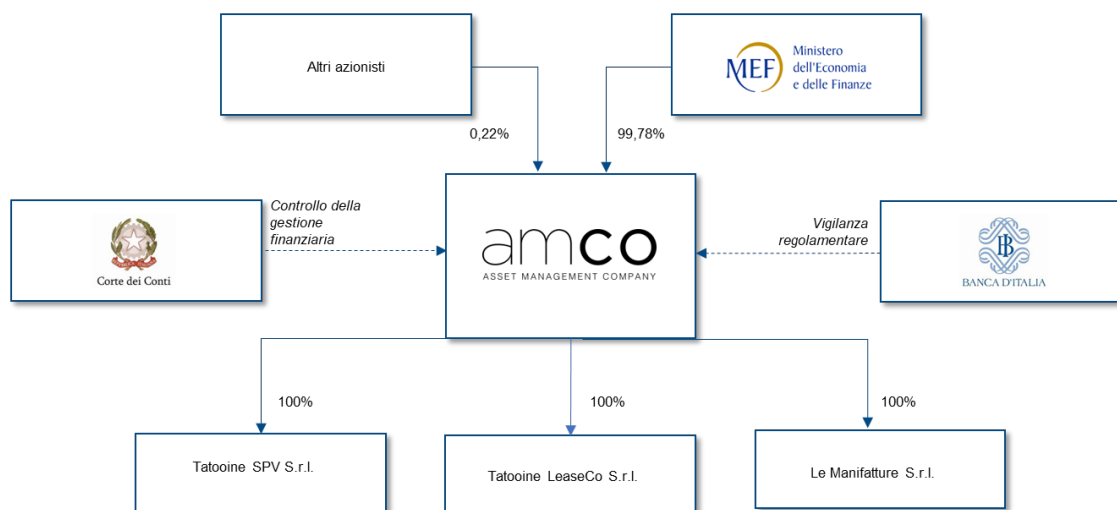 Altri azionisti
MEF
Ministero
dell'Economia
e delle Finanze
0,22%
99,78%
Corte dei Conti
Controllo della
gestione
finanziaria
amco
ASSET MANAGEMENT COMPANY
Vigilanza
regolamentare
BANCA D'ITALIA
100%
100%
100%
Tatooine SPV S.r.l.
Tatooine LeaseCo S.r.l.
Le Manifatture S.r.l.